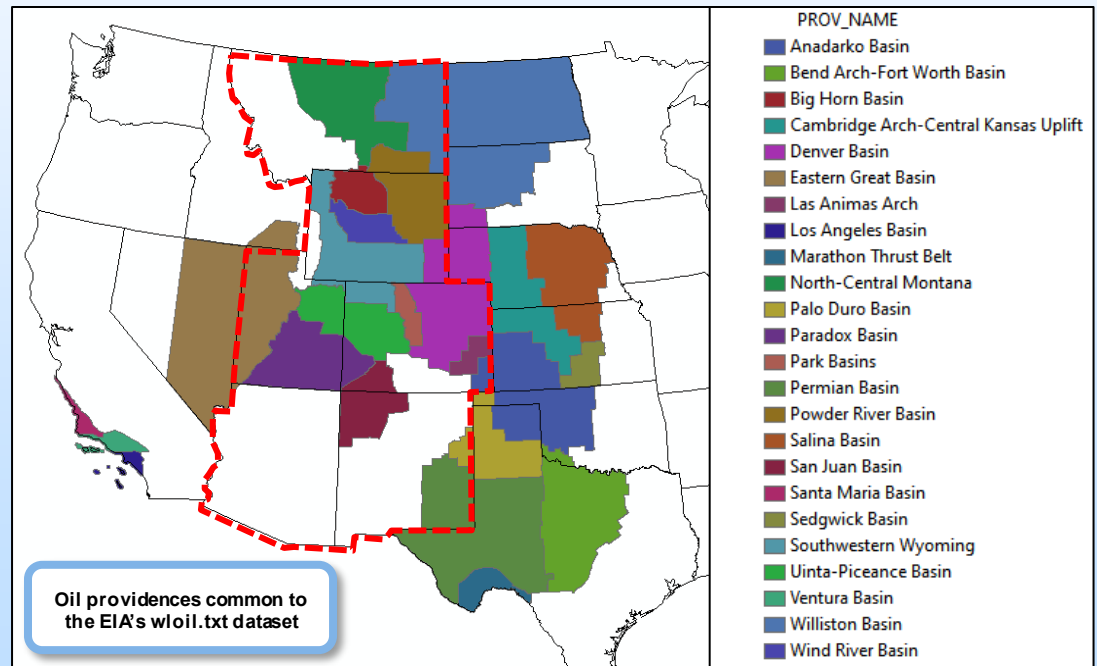 PROV_NAME
Anadarko Basin
Bend Arch-Fort Worth Basin
Big Horn Basin
Cambridge Arch-Central Kansas Uplift
Denver Basin
Eastern Great Basin
Las Animas Arch
Los Angeles Basin
Marathon Thrust Belt
North-Central Montana
Palo Duro Basin
Paradox Basin
Park Basins
Permian Basin
Powder River Basin
Salina Basin
San Juan Basin
Santa Maria Basin
Sedgwick Basin
Southwestern Wyoming
Uinta-Piceance Basin
Ventura Basin
Williston Basin
Wind River Basin
Oil providences common to
the EIA's wloil.txt dataset